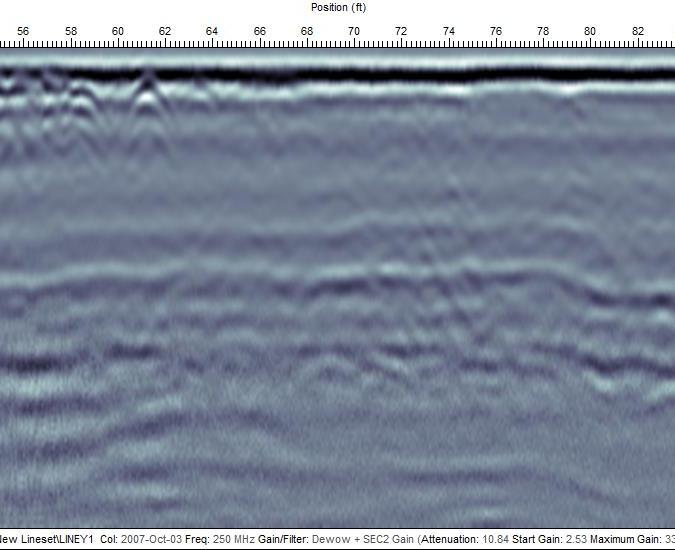 Position (ft)
56 58 60 62 64 66 68 70 72 74 76 78 80 82
New Lineset\LINEY1 Col: 2007-Oct-03 Freq: 250 MHz Gain/Filter: Dewow + SEC2 Gain (Attenuation: 10.84 Start Gain: 2.53 Maximum Gain: 33